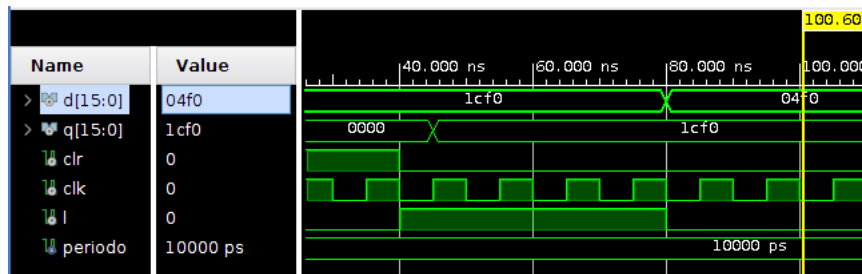 100.60
Name Value
40.000 ns 60.000 ns 80.000 ns 100.000
d[15:0] 04f0 1cf0 04f0
q[15:0] 1cf0 0000 1cf0
clr 0
clk 0
l 0
periodo 10000 ps 10000 ps